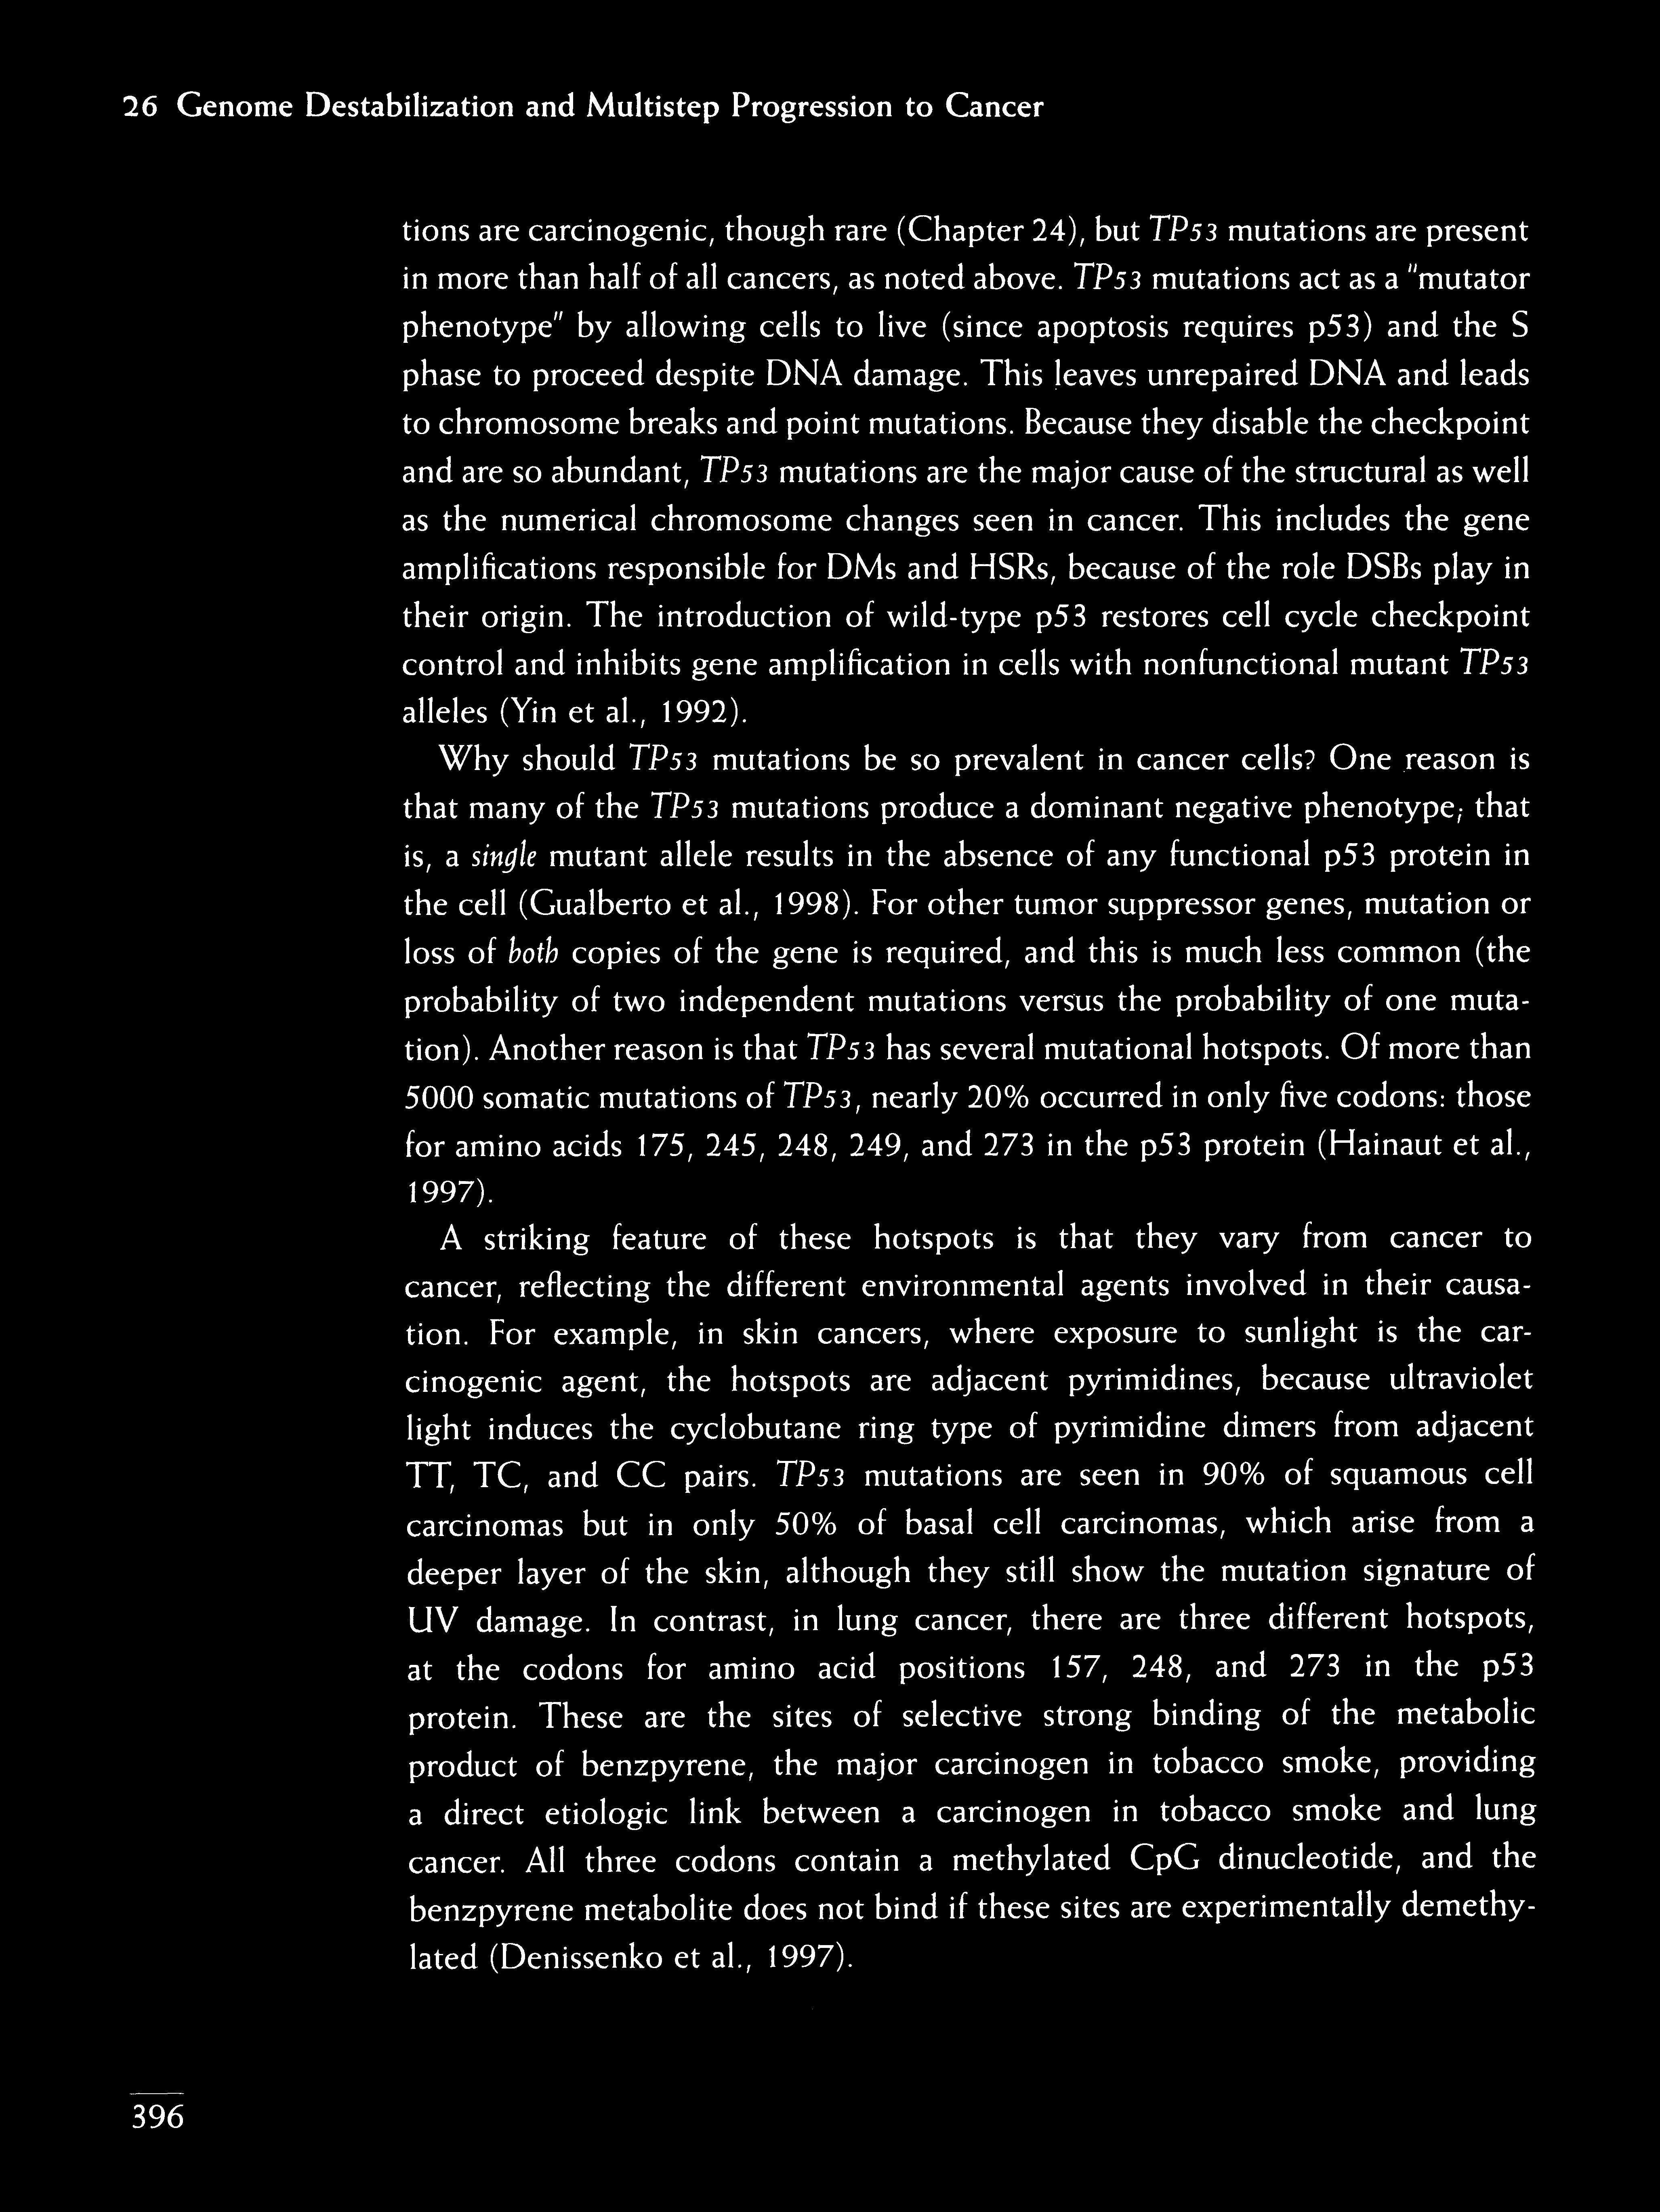 26 Genome Destabilization and Multistep Progression to Cancer
tions are carcinogenic, though rare (Chapter 24), but TP53 mutations are present
in more than half of all cancers, as noted above. TP53 mutations act as a "mutator
phenotype" by allowing cells to live (since apoptosis requires p53) and the S
phase to proceed despite DNA damage. This leaves unrepaired DNA and leads
to chromosome breaks and point mutations. Because they disable the checkpoint
and are so abundant, TP53 mutations are the major cause of the structural as well
as the numerical chromosome changes seen in cancer. This includes the gene
amplifications responsible for DMs and HSRs, because of the role DSBs play in
their origin. The introduction of wild-type p53 restores cell cycle checkpoint
control and inhibits gene amplification in cells with nonfunctional mutant TP53
alleles (Yin et al., 1992).
Why should TP53 mutations be so prevalent in cancer cells? One reason is
that many of the TP53 mutations produce a dominant negative phenotype; that
is, a single mutant allele results in the absence of any functional p53 protein in
the cell (Gualberto et al., 1998). For other tumor suppressor genes, mutation or
loss of both copies of the gene is required, and this is much less common (the
probability of two independent mutations versus the probability of one muta-
tion). Another reason is that TP53 has several mutational hotspots. Of more than
5000 somatic mutations of TP53, nearly 20% occurred in only five codons: those
for amino acids 175, 245, 248, 249, and 273 in the p53 protein (Hainaut et al.,
1997).
A striking feature of these hotspots is that they vary from cancer to
cancer, reflecting the different environmental agents involved in their causa-
tion. For example, in skin cancers, where exposure to sunlight is the car-
cinogenic agent, the hotspots are adjacent pyrimidines, because ultraviolet
light induces the cyclobutane ring type of pyrimidine dimers from adjacent
TT, TC, and CC pairs. TP53 mutations are seen in 90% of squamous cell
carcinomas but in only 50% of basal cell carcinomas, which arise from a
deeper layer of the skin, although they still show the mutation signature of
UV damage. In contrast, in lung cancer, there are three different hotspots,
at the codons for amino acid positions 157, 248, and 273 in the p53
protein. These are the sites of selective strong binding of the metabolic
product of benzpyrene, the major carcinogen in tobacco smoke, providing
a direct etiologic link between a carcinogen in tobacco smoke and lung
cancer. All three codons contain a methylated CpG dinucleotide, and the
benzpyrene metabolite does not bind if these sites are experimentally demethy-
lated (Denissenko et al., 1997).
396